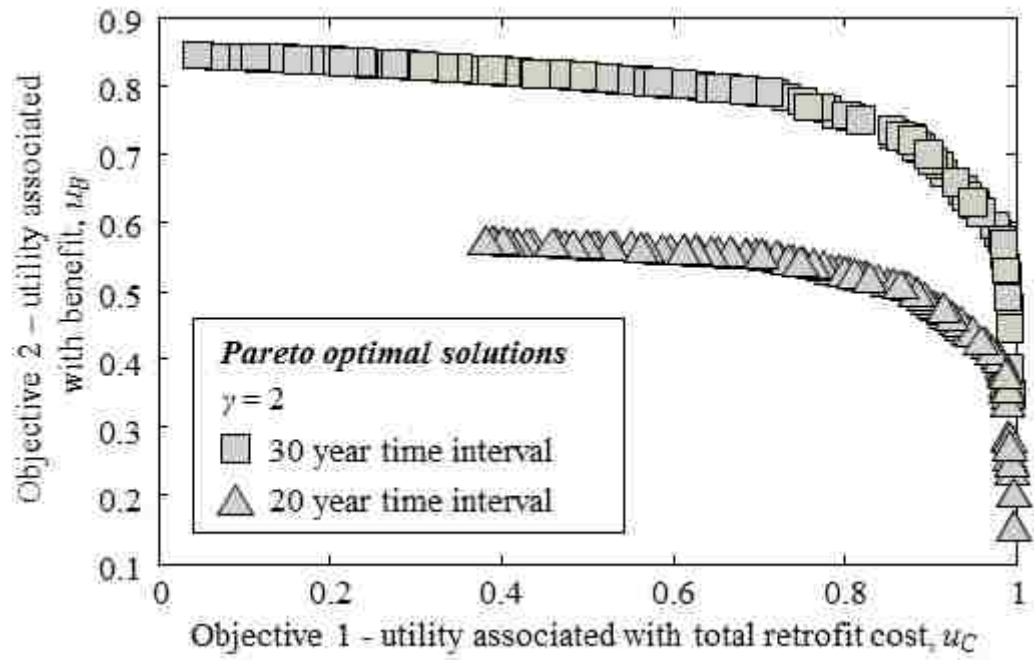 0.9
0.8
0.7
0.6
0.5
0.4
0.3
0.2
0.1
Objective 2 – utility associated
with benefit, u_B
Pareto optimal solutions
γ = 2
30 year time interval
20 year time interval
0 0.2 0.4 0.6 0.8 1
Objective 1 - utility associated with total retrofit cost, u_C